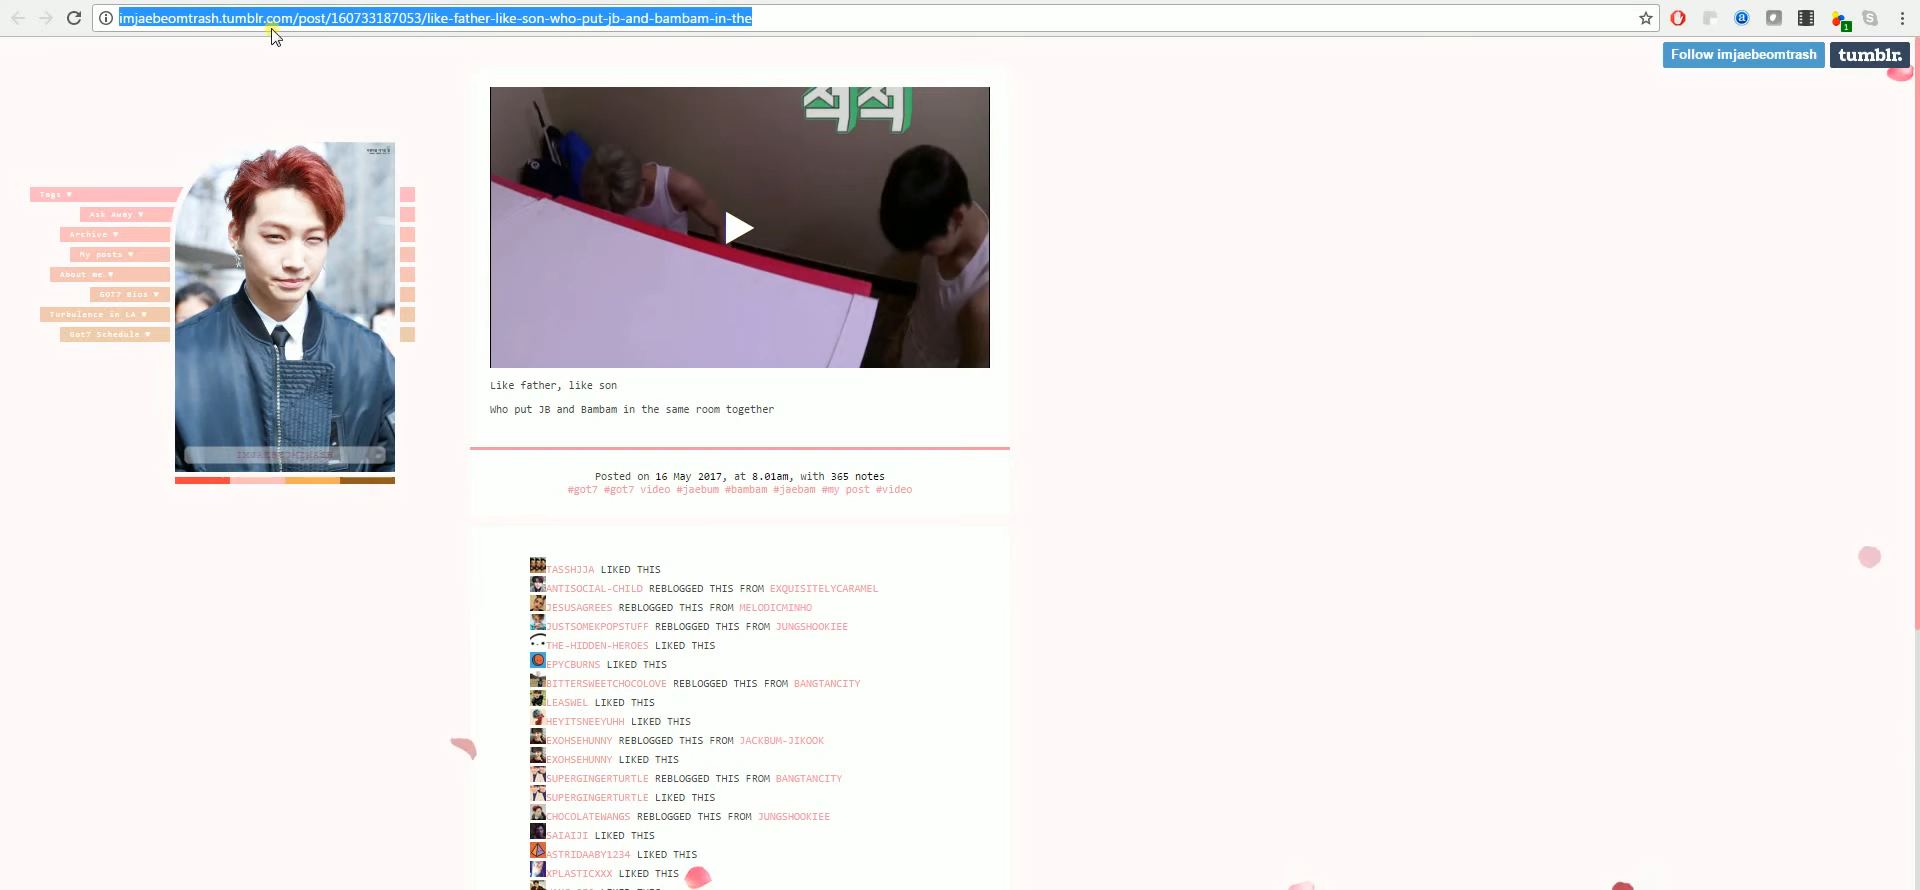 imjaebeomtrash.tumblr.com/post/160733187053/like-father-like-son-who-put-jb-and-bambam-in-the
Follow imjaebeomtrash
tumblr.
Tags ▼
Ask Away ▼
Archive ▼
My posts ▼
About me ▼
GOT7 Bios ▼
Turbulence in LA ▼
Got7 Schedule ▼
Like father, like son
Who put JB and Bambam in the same room together
Posted on 16 May 2017, at 8.01am, with 365 notes
#got7 #got7 video #jaebum #bambam #jaebam #my post #video
TASSHJJA LIKED THIS
ANTISOCIAL-CHILD REBLOGGED THIS FROM EXQUISITELYCARAMEL
JESUSAGREES REBLOGGED THIS FROM MELODICMINHO
JUSTSOMEKPOPSTUFF REBLOGGED THIS FROM JUNGSHOOKIEE
THE-HIDDEN-HEROES LIKED THIS
EPYCBURNS LIKED THIS
BITTERSWEETCHOCOLOVE REBLOGGED THIS FROM BANGTANCITY
LEASWEL LIKED THIS
HEYITSNEEYUHH LIKED THIS
EXOHSEHUNNY REBLOGGED THIS FROM JACKBUM-JIKOOK
EXOHSEHUNNY LIKED THIS
SUPERGINGERTURTLE REBLOGGED THIS FROM BANGTANCITY
SUPERGINGERTURTLE LIKED THIS
CHOCOLATEWANGS REBLOGGED THIS FROM JUNGSHOOKIEE
SAIAIJI LIKED THIS
ASTRIDAABY1234 LIKED THIS
XPLASTICXXX LIKED THIS